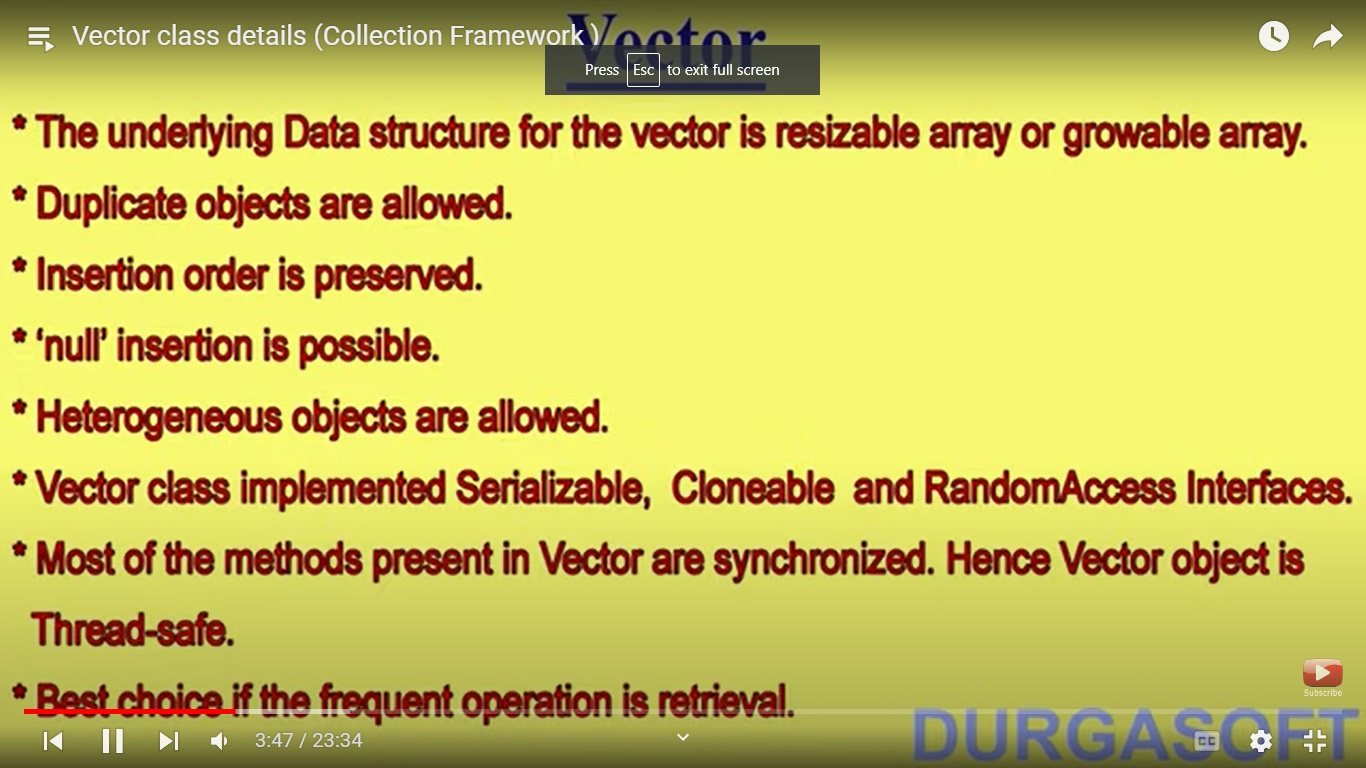 Vector class details (Collection Framework )
Vector
Press Esc to exit full screen
* The underlying Data structure for the vector is resizable array or growable array.
* Duplicate objects are allowed.
* Insertion order is preserved.
* ‘null’ insertion is possible.
* Heterogeneous objects are allowed.
* Vector class implemented Serializable, Cloneable and RandomAccess Interfaces.
* Most of the methods present in Vector are synchronized. Hence Vector object is
Thread-safe.
* Best choice if the frequent operation is retrieval.
Subscribe
DURGASOFT
3:47 / 23:34
CC